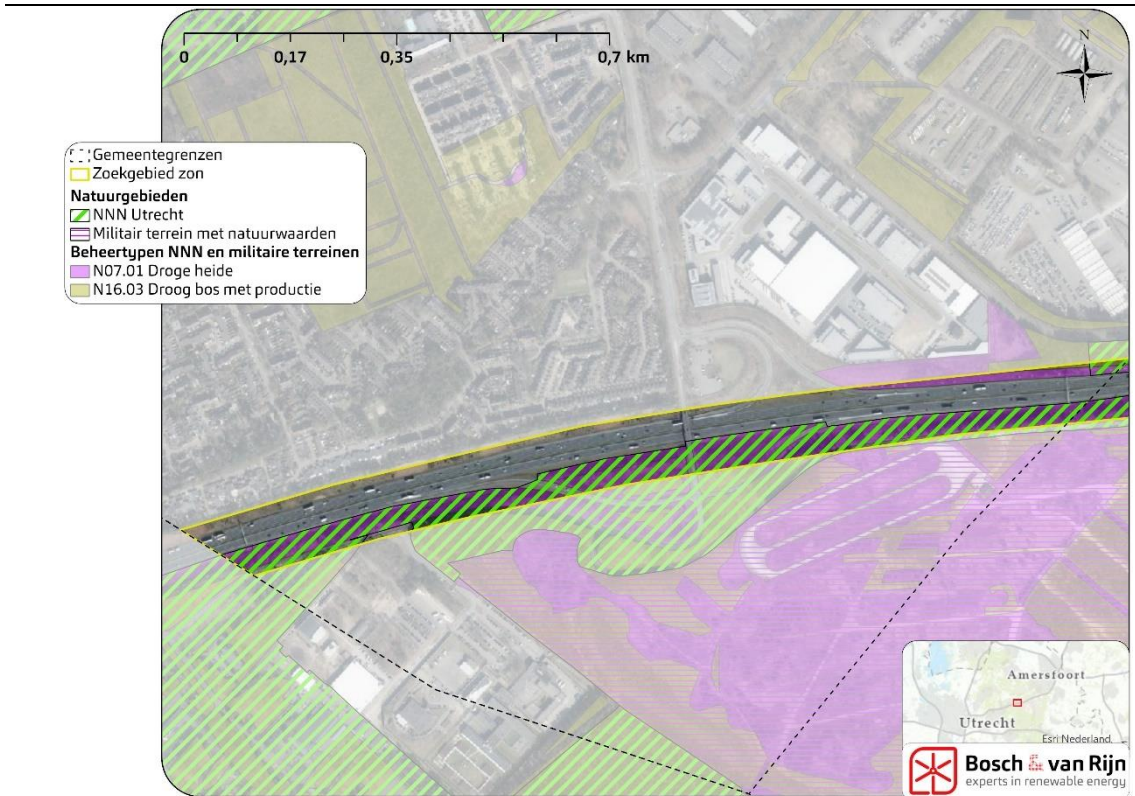 0 0,17 0,35 0,7 km
N
Gemeentegrenzen
Zoekgebied zon
Natuurgebieden
NNN Utrecht
Militair terrein met natuurwaarden
Beheertypen NNN en militaire terreinen
N07.01 Droge heide
N16.03 Droog bos met productie
Amersfoort
Utrecht
Esri Nederland,
Bosch & van Rijn
experts in renewable energy